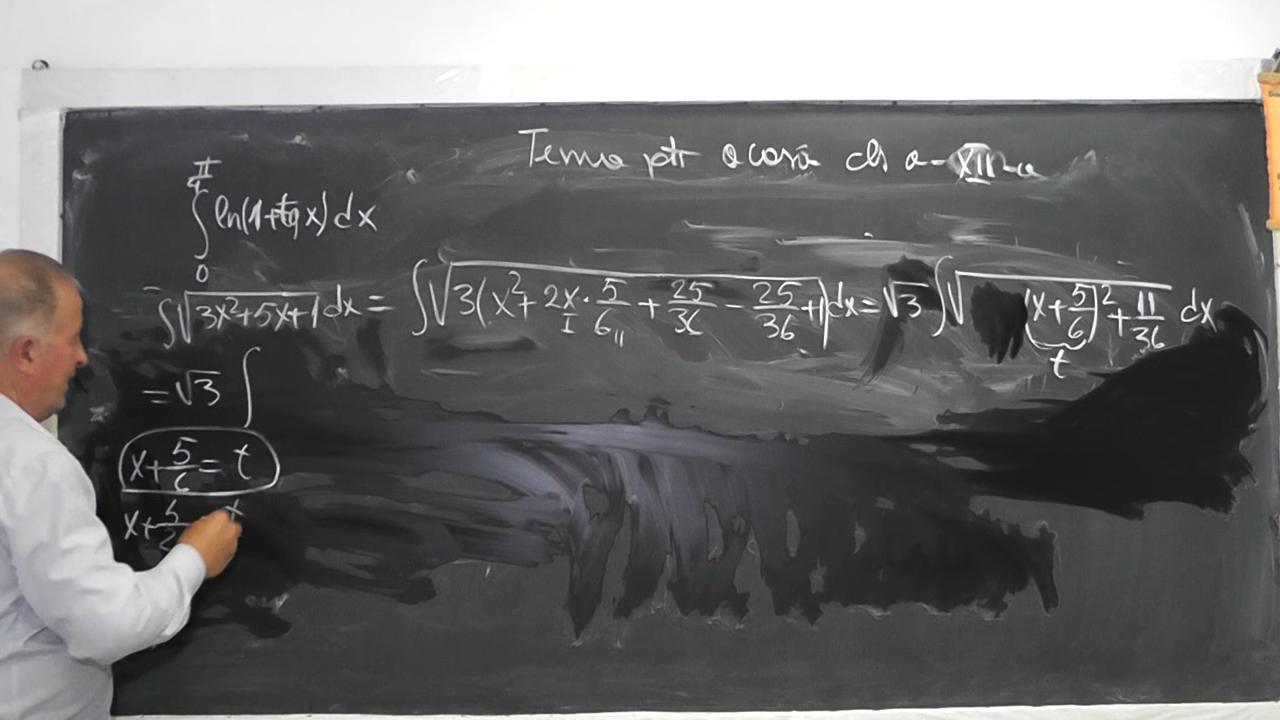 Tema ptr acasă cls a-XII-a
∫₀^(π/4) ln(1+tg x) dx
∫√(3x²+5x+1) dx = ∫√(3(x² + 2x/1 · 5/6 + 25/36 − 25/36 + 1)) dx = √3 ∫√((x + 5/6)² + 11/36) dx
t
= √3 ∫
x + 5/6 = t